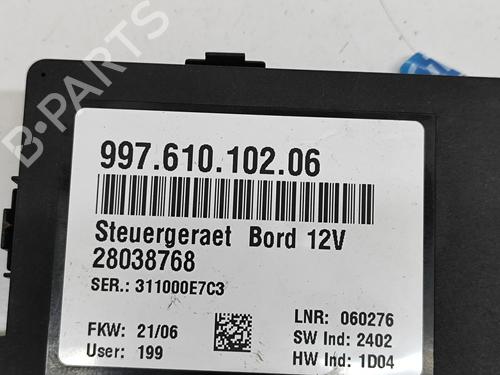 B-PARTS
997.610.102.06
Steuergeraet Bord 12V
28038768
SER.: 311000E7C3
LNR: 060276
FKW: 21/06
SW Ind: 2402
User: 199
HW Ind: 1D04